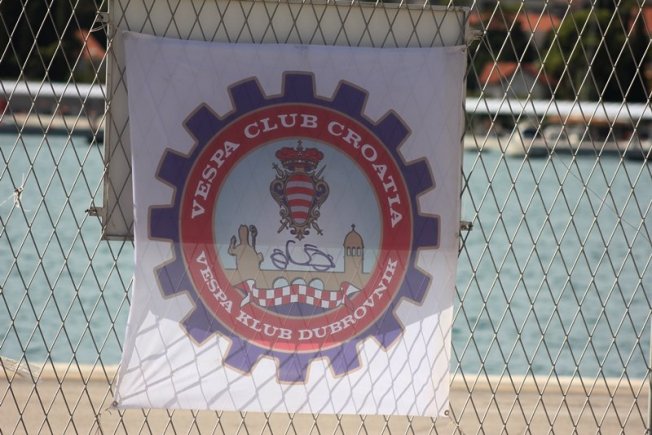 VESPA CLUB CROATIA
VESPA KLUB DUBROVNIK